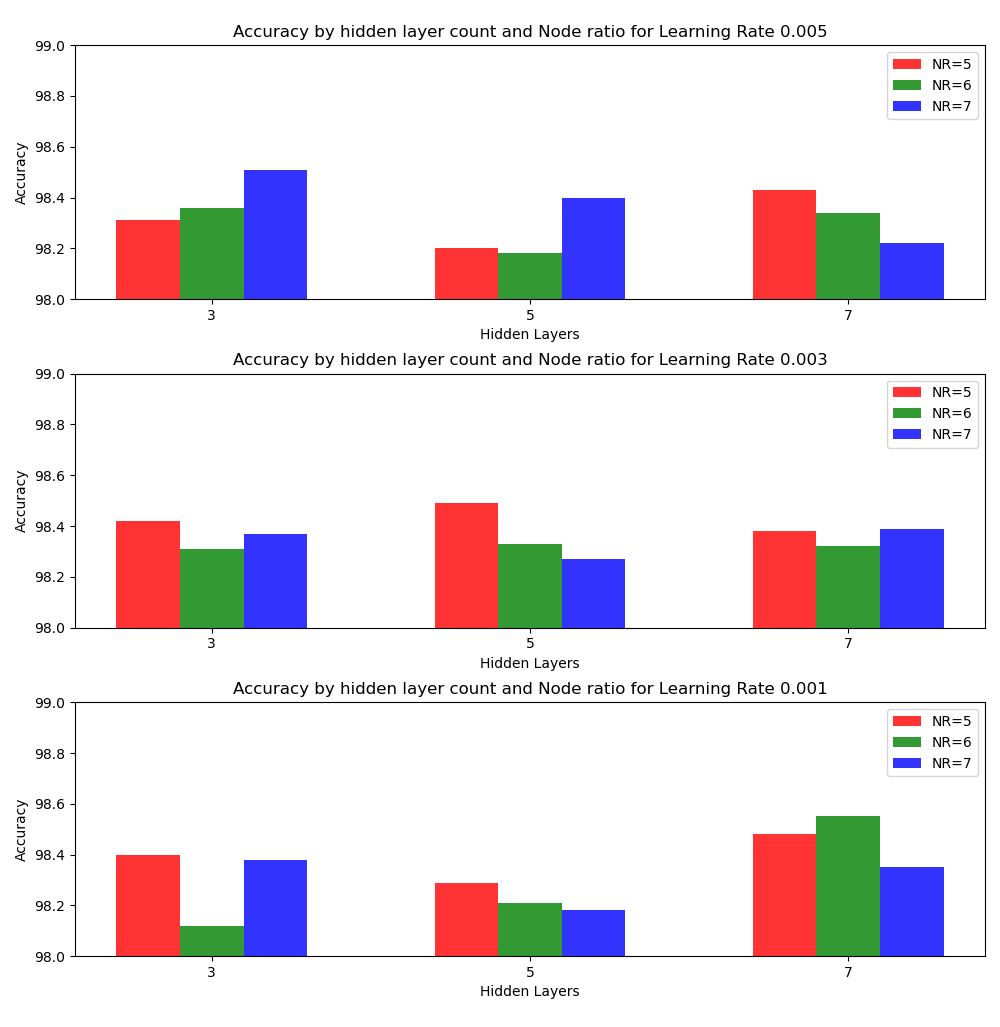 Accuracy by hidden layer count and Node ratio for Learning Rate 0.005
99.0
98.8
98.6
98.4
98.2
98.0
Accuracy
NR=5
NR=6
NR=7
3 5 7
Hidden Layers
Accuracy by hidden layer count and Node ratio for Learning Rate 0.003
99.0
98.8
98.6
98.4
98.2
98.0
Accuracy
NR=5
NR=6
NR=7
3 5 7
Hidden Layers
Accuracy by hidden layer count and Node ratio for Learning Rate 0.001
99.0
98.8
98.6
98.4
98.2
98.0
Accuracy
NR=5
NR=6
NR=7
3 5 7
Hidden Layers